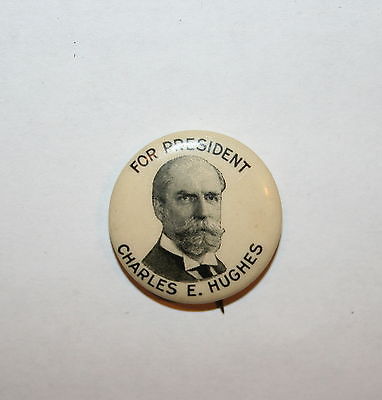 FOR PRESIDENT
CHARLES E. HUGHES